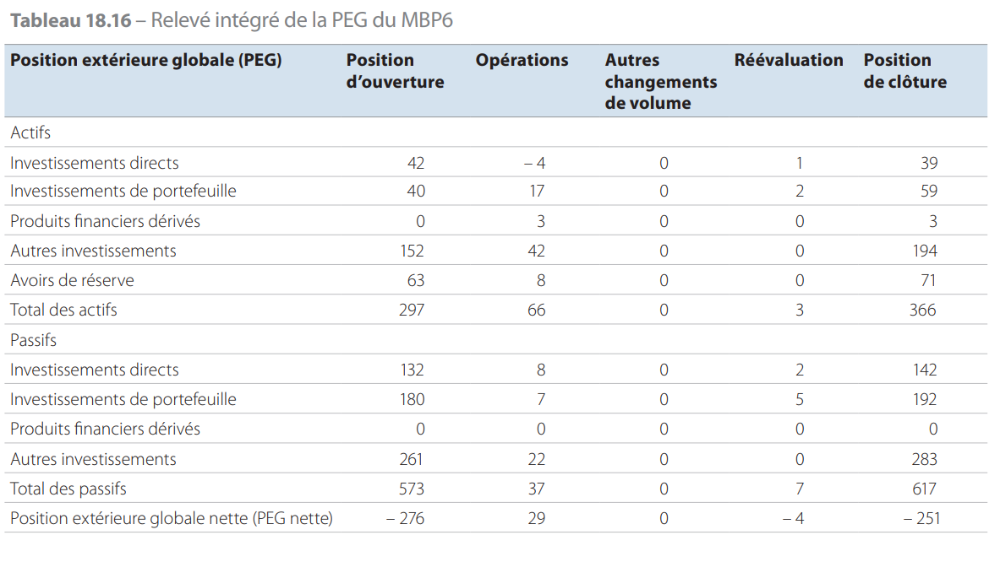 Tableau 18.16 – Relevé intégré de la PEG du MBP6
Position extérieure globale (PEG) Position d’ouverture Opérations Autres changements de volume Réévaluation Position de clôture
Actifs
Investissements directs 42 – 4 0 1 39
Investissements de portefeuille 40 17 0 2 59
Produits financiers dérivés 0 3 0 0 3
Autres investissements 152 42 0 0 194
Avoirs de réserve 63 8 0 0 71
Total des actifs 297 66 0 3 366
Passifs
Investissements directs 132 8 0 2 142
Investissements de portefeuille 180 7 0 5 192
Produits financiers dérivés 0 0 0 0 0
Autres investissements 261 22 0 0 283
Total des passifs 573 37 0 7 617
Position extérieure globale nette (PEG nette) – 276 29 0 – 4 – 251